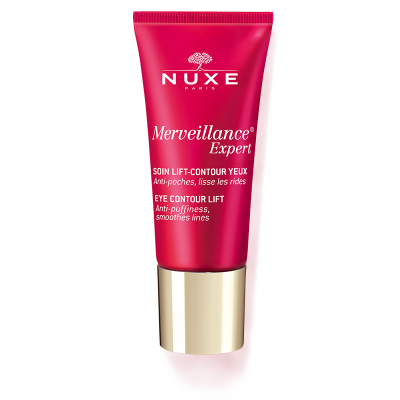 NUXE
PARIS
Merveillance®
Expert
SOIN LIFT-CONTOUR YEUX
Anti-poches, lisse les rides
EYE CONTOUR LIFT
Anti-puffiness,
smoothes lines